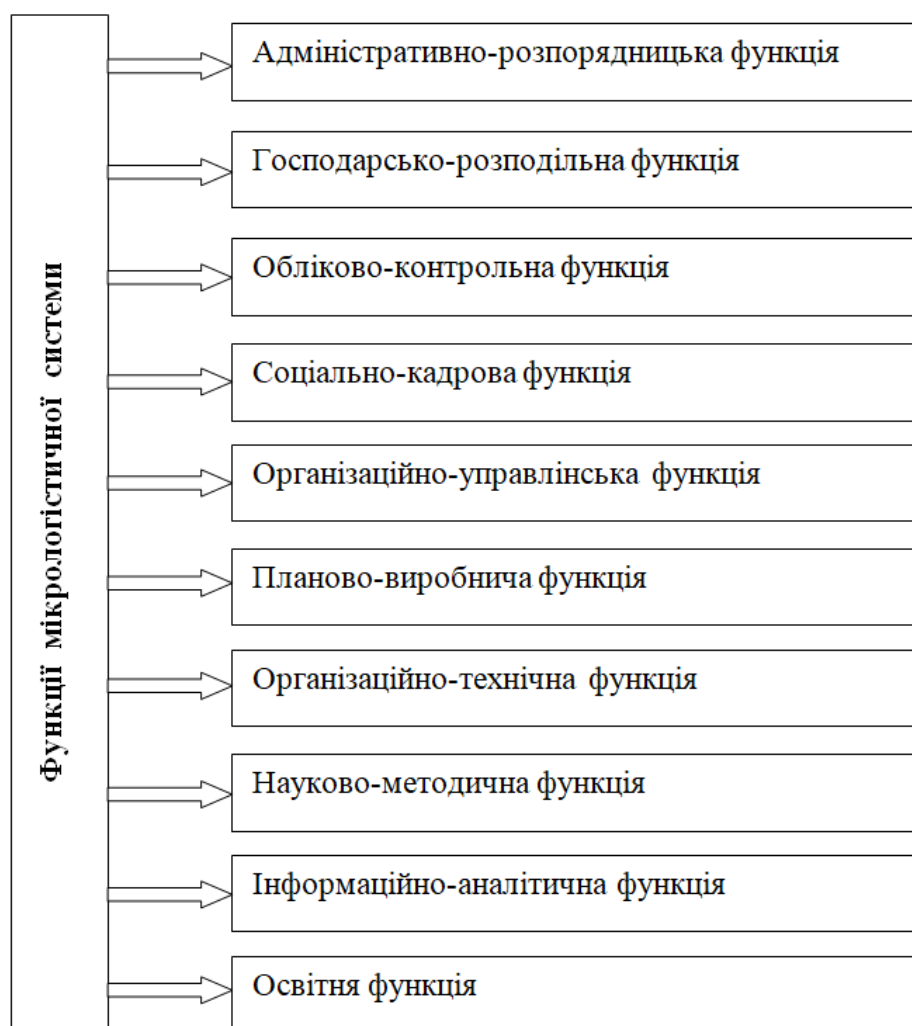 Функції мікрологістичної системи
Адміністративно-розпорядницька функція
Господарсько-розподільна функція
Обліково-контрольна функція
Соціально-кадрова функція
Організаційно-управлінська функція
Планово-виробнича функція
Організаційно-технічна функція
Науково-методична функція
Інформаційно-аналітична функція
Освітня функція